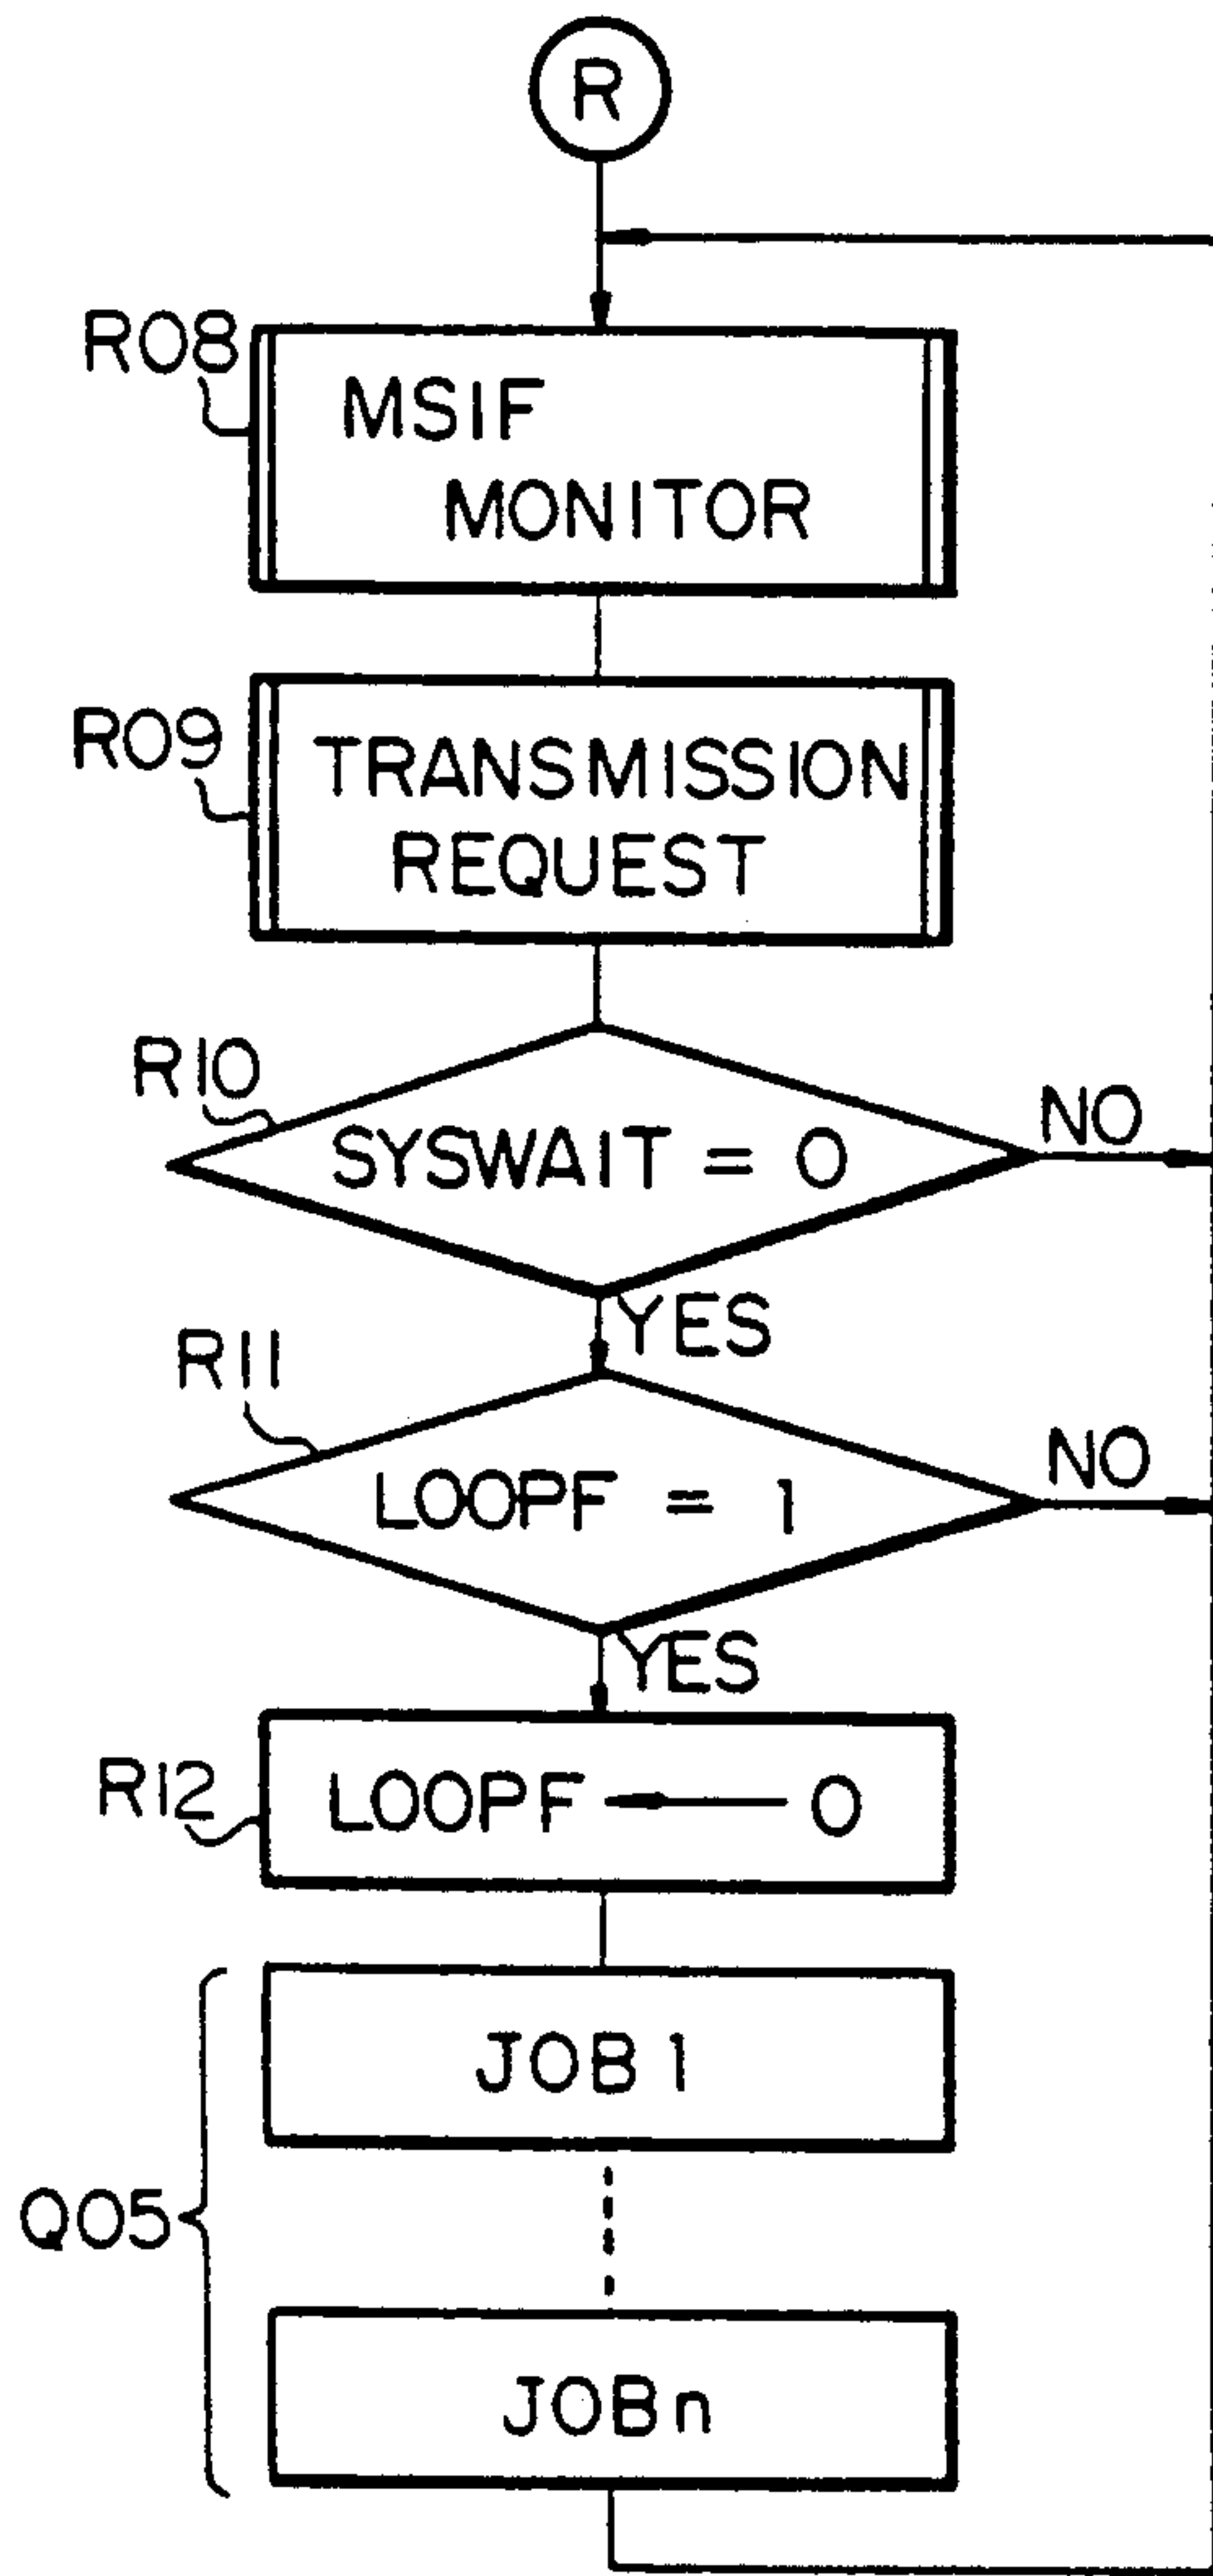 R
R08
MSIF
MONITOR
R09
TRANSMISSION
REQUEST
R10
SYSWAIT = 0
NO
YES
R11
LOOPF = 1
NO
YES
R12
LOOPF ← 0
Q05
JOB 1
JOBn